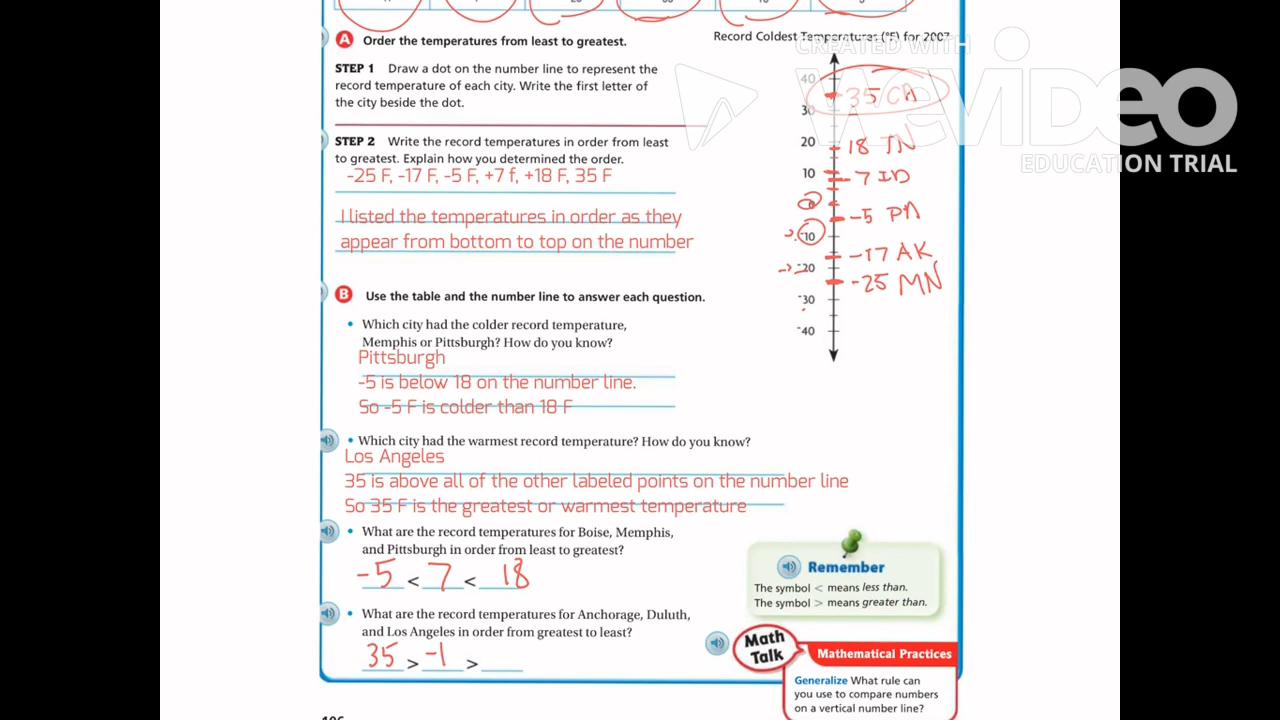 Record Coldest Temperatures (°F) for 2007
CREATED WITH
WeVideo
EDUCATION TRIAL
A Order the temperatures from least to greatest.
STEP 1 Draw a dot on the number line to represent the
record temperature of each city. Write the first letter of
the city beside the dot.
STEP 2 Write the record temperatures in order from least
to greatest. Explain how you determined the order.
-25 F, -17 F, -5 F, +7 f, +18 F, 35 F
I listed the temperatures in order as they
appear from bottom to top on the number
40
35 CA
30
20
18 TN
10
7 ID
0
-5 PA
-10
-17 AK
-20
-25 MN
-30
-40
B Use the table and the number line to answer each question.
• Which city had the colder record temperature,
Memphis or Pittsburgh? How do you know?
Pittsburgh
-5 is below 18 on the number line.
So -5 F is colder than 18 F
• Which city had the warmest record temperature? How do you know?
Los Angeles
35 is above all of the other labeled points on the number line
So 35 F is the greatest or warmest temperature
• What are the record temperatures for Boise, Memphis,
and Pittsburgh in order from least to greatest?
-5 < 7 < 18
• What are the record temperatures for Anchorage, Duluth,
and Los Angeles in order from greatest to least?
35 > -1 >
Remember
The symbol < means less than.
The symbol > means greater than.
Math
Talk
Mathematical Practices
Generalize What rule can
you use to compare numbers
on a vertical number line?